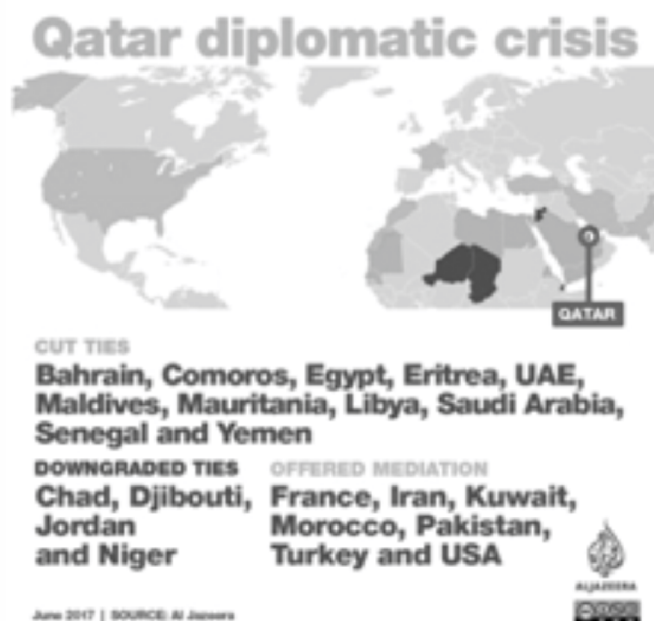 Qatar diplomatic crisis
QATAR
CUT TIES
Bahrain, Comoros, Egypt, Eritrea, UAE,
Maldives, Mauritania, Libya, Saudi Arabia,
Senegal and Yemen
DOWNGRADED TIES
Chad, Djibouti,
Jordan
and Niger
OFFERED MEDIATION
France, Iran, Kuwait,
Morocco, Pakistan,
Turkey and USA
ALJAZEERA
June 2017 | SOURCE: Al Jazeera